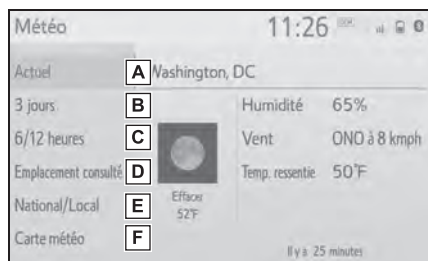 Météo 11:26
Actuel A Washington, DC
3 jours B Humidité 65%
6/12 heures C Vent ONO à 8 kmph
Emplacement consulté D Temp. ressentie 50°F
National/Local E Effacer
52°F
Carte météo F Il y a 25 minutes